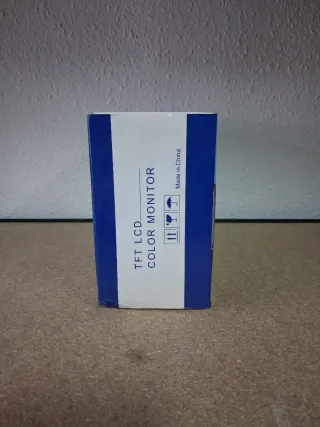 TFT LCD
COLOR MONITOR
Made in China